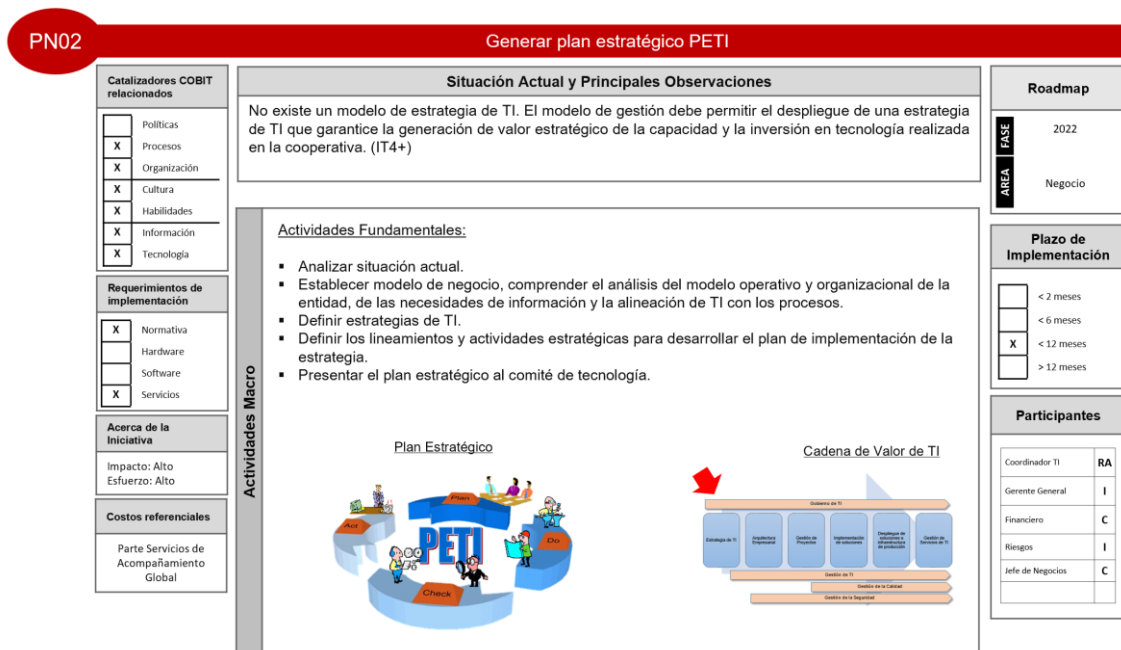 PN02
Generar plan estratégico PETI
Catalizadores COBIT
relacionados
Políticas
X Procesos
X Organización
X Cultura
X Habilidades
X Información
X Tecnología
Requerimientos de
implementación
X Normativa
Hardware
Software
X Servicios
Acerca de la
Iniciativa
Impacto: Alto
Esfuerzo: Alto
Costos referenciales
Parte Servicios de
Acompañamiento
Global
Situación Actual y Principales Observaciones
No existe un modelo de estrategia de TI. El modelo de gestión debe permitir el despliegue de una estrategia
de TI que garantice la generación de valor estratégico de la capacidad y la inversión en tecnología realizada
en la cooperativa. (IT4+)
Actividades Macro
Actividades Fundamentales:
▪ Analizar situación actual.
▪ Establecer modelo de negocio, comprender el análisis del modelo operativo y organizacional de la
entidad, de las necesidades de información y la alineación de TI con los procesos.
▪ Definir estrategias de TI.
▪ Definir los lineamientos y actividades estratégicas para desarrollar el plan de implementación de la
estrategia.
▪ Presentar el plan estratégico al comité de tecnología.
Plan Estratégico
Plan
Act
PETI
Do
Check
Cadena de Valor de TI
Gobierno de TI
Estrategia de TI
Arquitectura
Empresarial
Gestión de
Proyectos
Implementación
de soluciones
Despliegue de
soluciones e
infraestructura
de producción
Gestión de
Servicios de TI
Gestión de TI
Gestión de la Calidad
Gestión de la Seguridad
Roadmap
FASE 2022
AREA Negocio
Plazo de
Implementación
< 2 meses
< 6 meses
X < 12 meses
> 12 meses
Participantes
Coordinador TI RA
Gerente General I
Financiero C
Riesgos I
Jefe de Negocios C